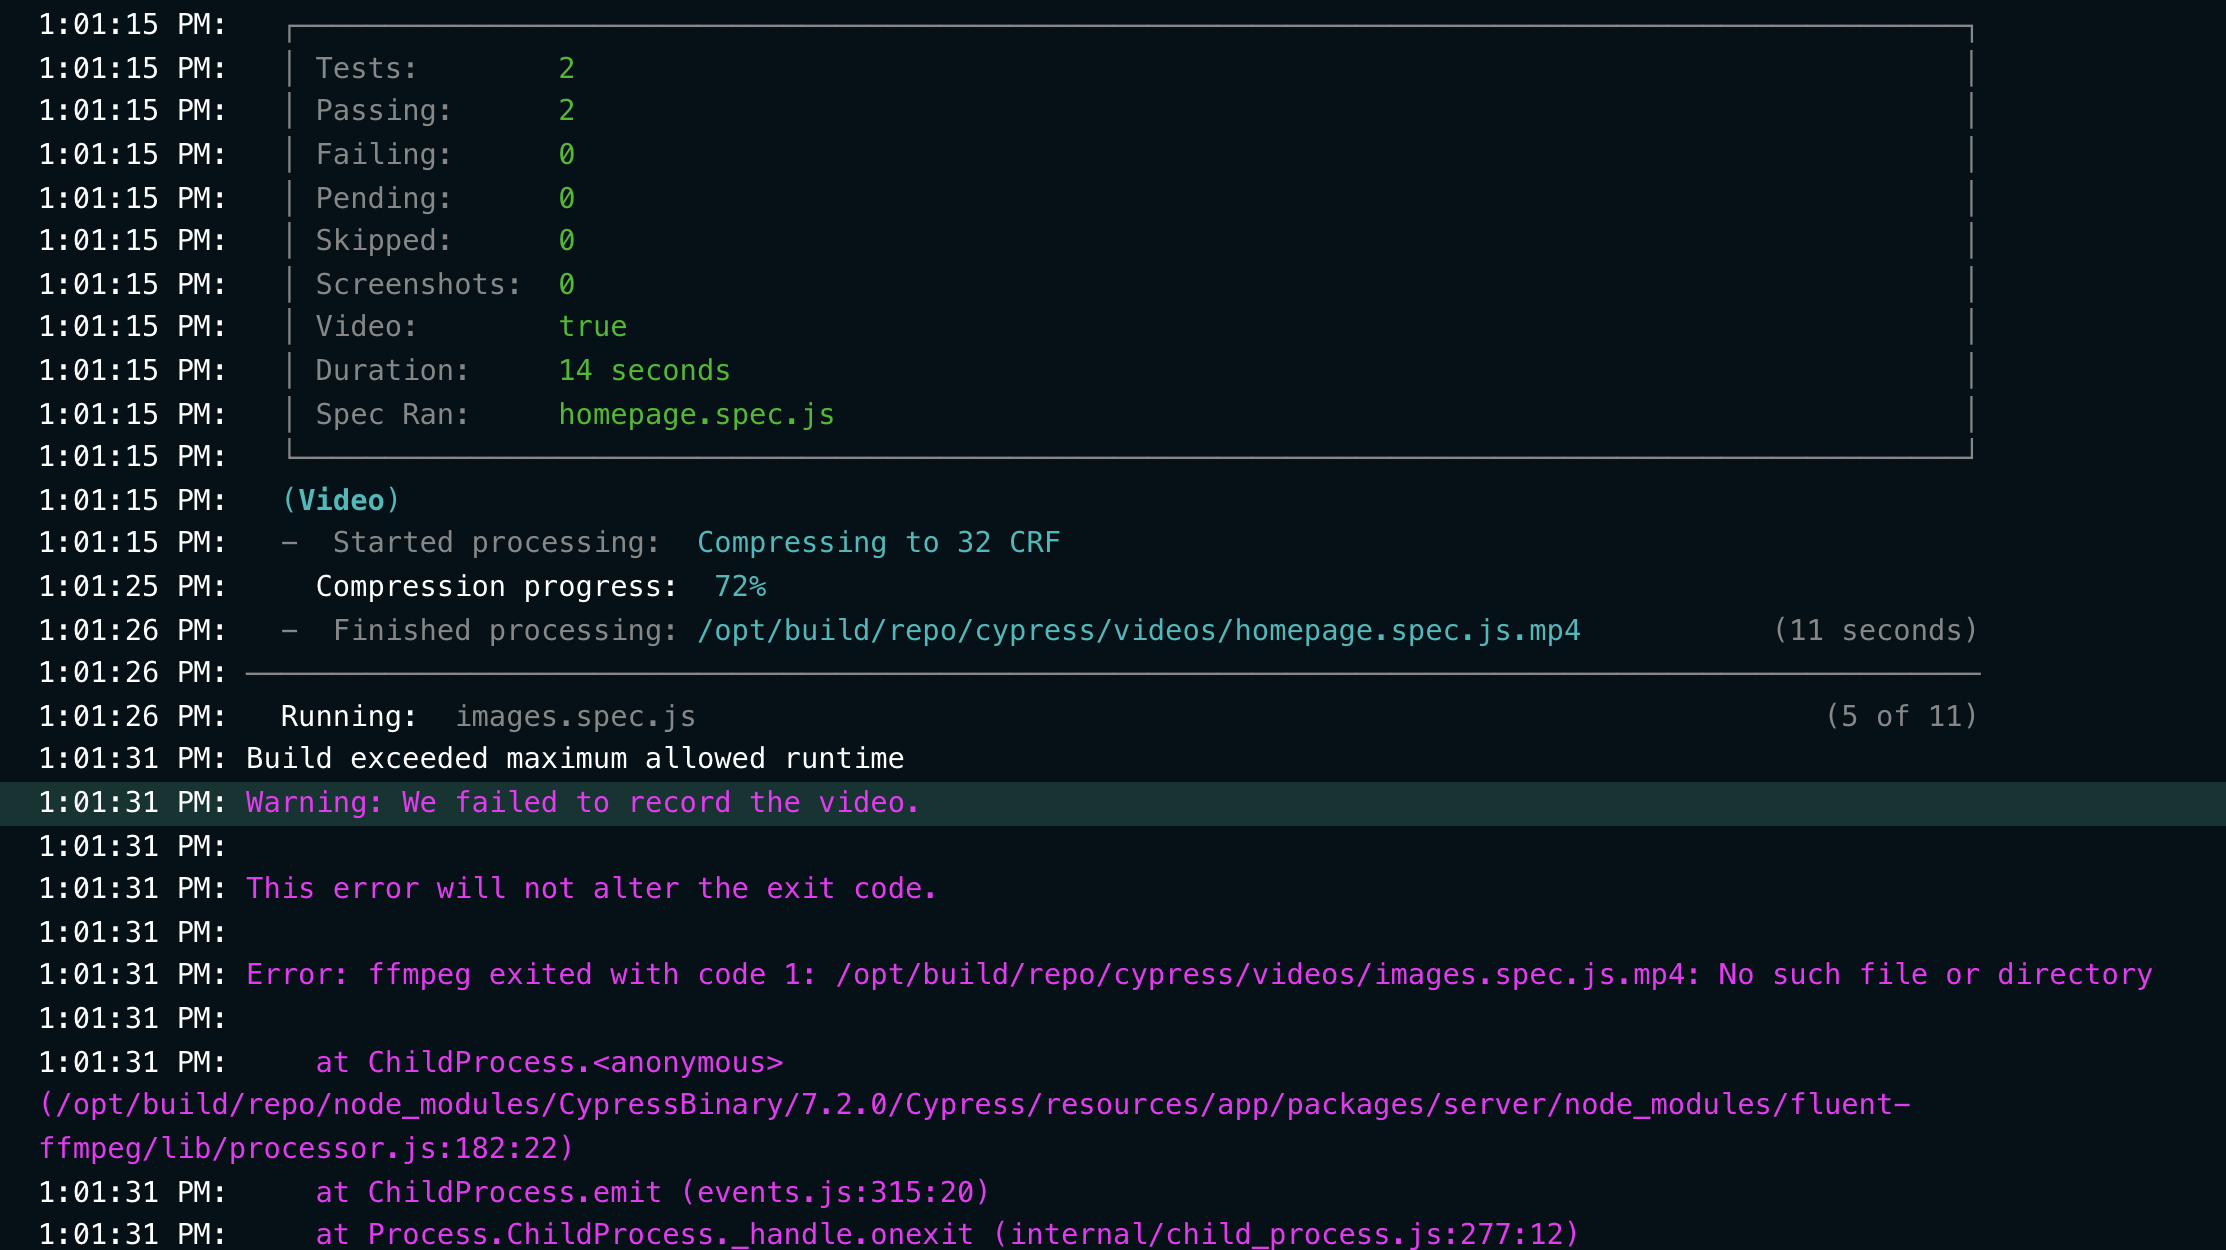 1:01:15 PM:
1:01:15 PM: Tests: 2
1:01:15 PM: Passing: 2
1:01:15 PM: Failing: 0
1:01:15 PM: Pending: 0
1:01:15 PM: Skipped: 0
1:01:15 PM: Screenshots: 0
1:01:15 PM: Video: true
1:01:15 PM: Duration: 14 seconds
1:01:15 PM: Spec Ran: homepage.spec.js
1:01:15 PM:
1:01:15 PM: (Video)
1:01:15 PM: - Started processing: Compressing to 32 CRF
1:01:25 PM: Compression progress: 72%
1:01:26 PM: - Finished processing: /opt/build/repo/cypress/videos/homepage.spec.js.mp4 (11 seconds)
1:01:26 PM:
1:01:26 PM: Running: images.spec.js (5 of 11)
1:01:31 PM: Build exceeded maximum allowed runtime
1:01:31 PM: Warning: We failed to record the video.
1:01:31 PM:
1:01:31 PM: This error will not alter the exit code.
1:01:31 PM:
1:01:31 PM: Error: ffmpeg exited with code 1: /opt/build/repo/cypress/videos/images.spec.js.mp4: No such file or directory
1:01:31 PM:
1:01:31 PM: at ChildProcess.<anonymous>
(/opt/build/repo/node_modules/CypressBinary/7.2.0/Cypress/resources/app/packages/server/node_modules/fluent-
ffmpeg/lib/processor.js:182:22)
1:01:31 PM: at ChildProcess.emit (events.js:315:20)
1:01:31 PM: at Process.ChildProcess._handle.onexit (internal/child_process.js:277:12)